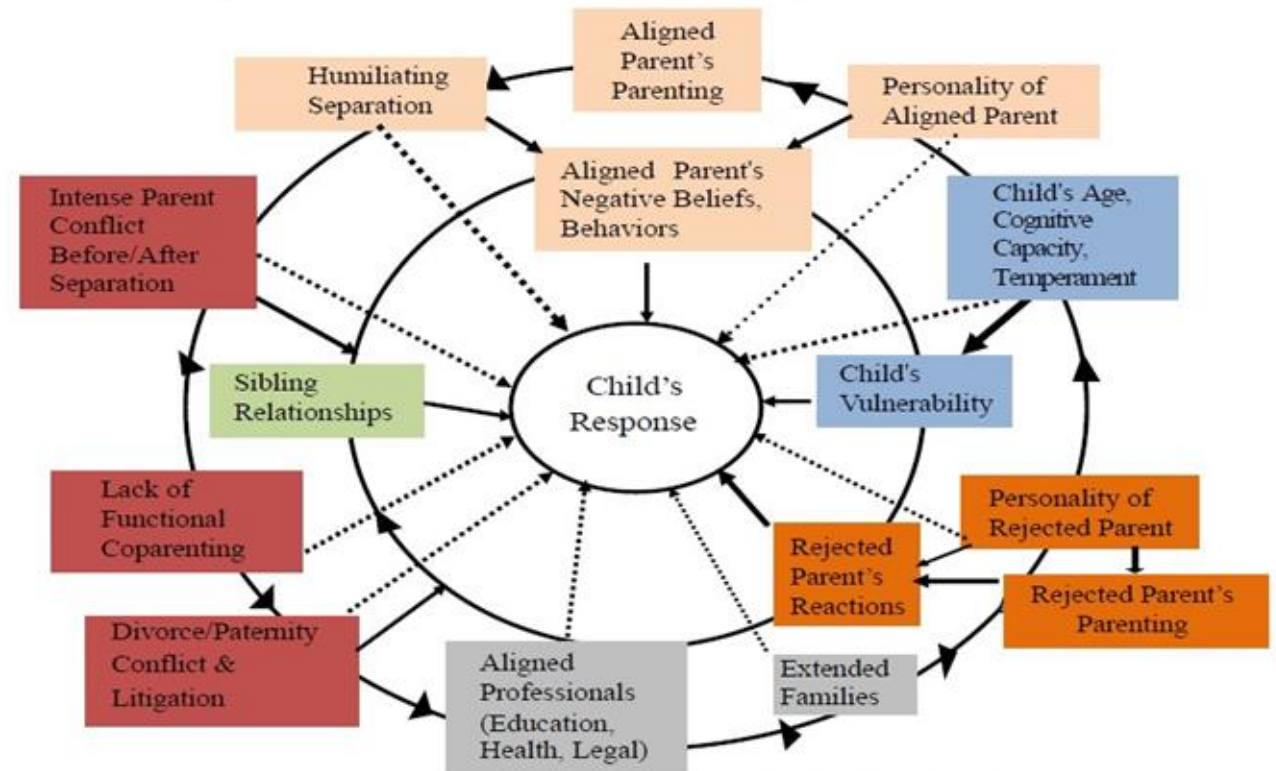 Aligned
Parent's
Parenting
Humiliating
Separation
Personality of
Aligned Parent
Aligned Parent's
Negative Beliefs,
Behaviors
Intense Parent
Conflict
Before/After
Separation
Child's Age,
Cognitive
Capacity,
Temperament
Sibling
Relationships
Child's
Response
Child's
Vulnerability
Lack of
Functional
Coparenting
Personality of
Rejected Parent
Rejected
Parent's
Reactions
Rejected Parent's
Parenting
Divorce/Paternity
Conflict &
Litigation
Aligned
Professionals
(Education,
Health, Legal)
Extended
Families